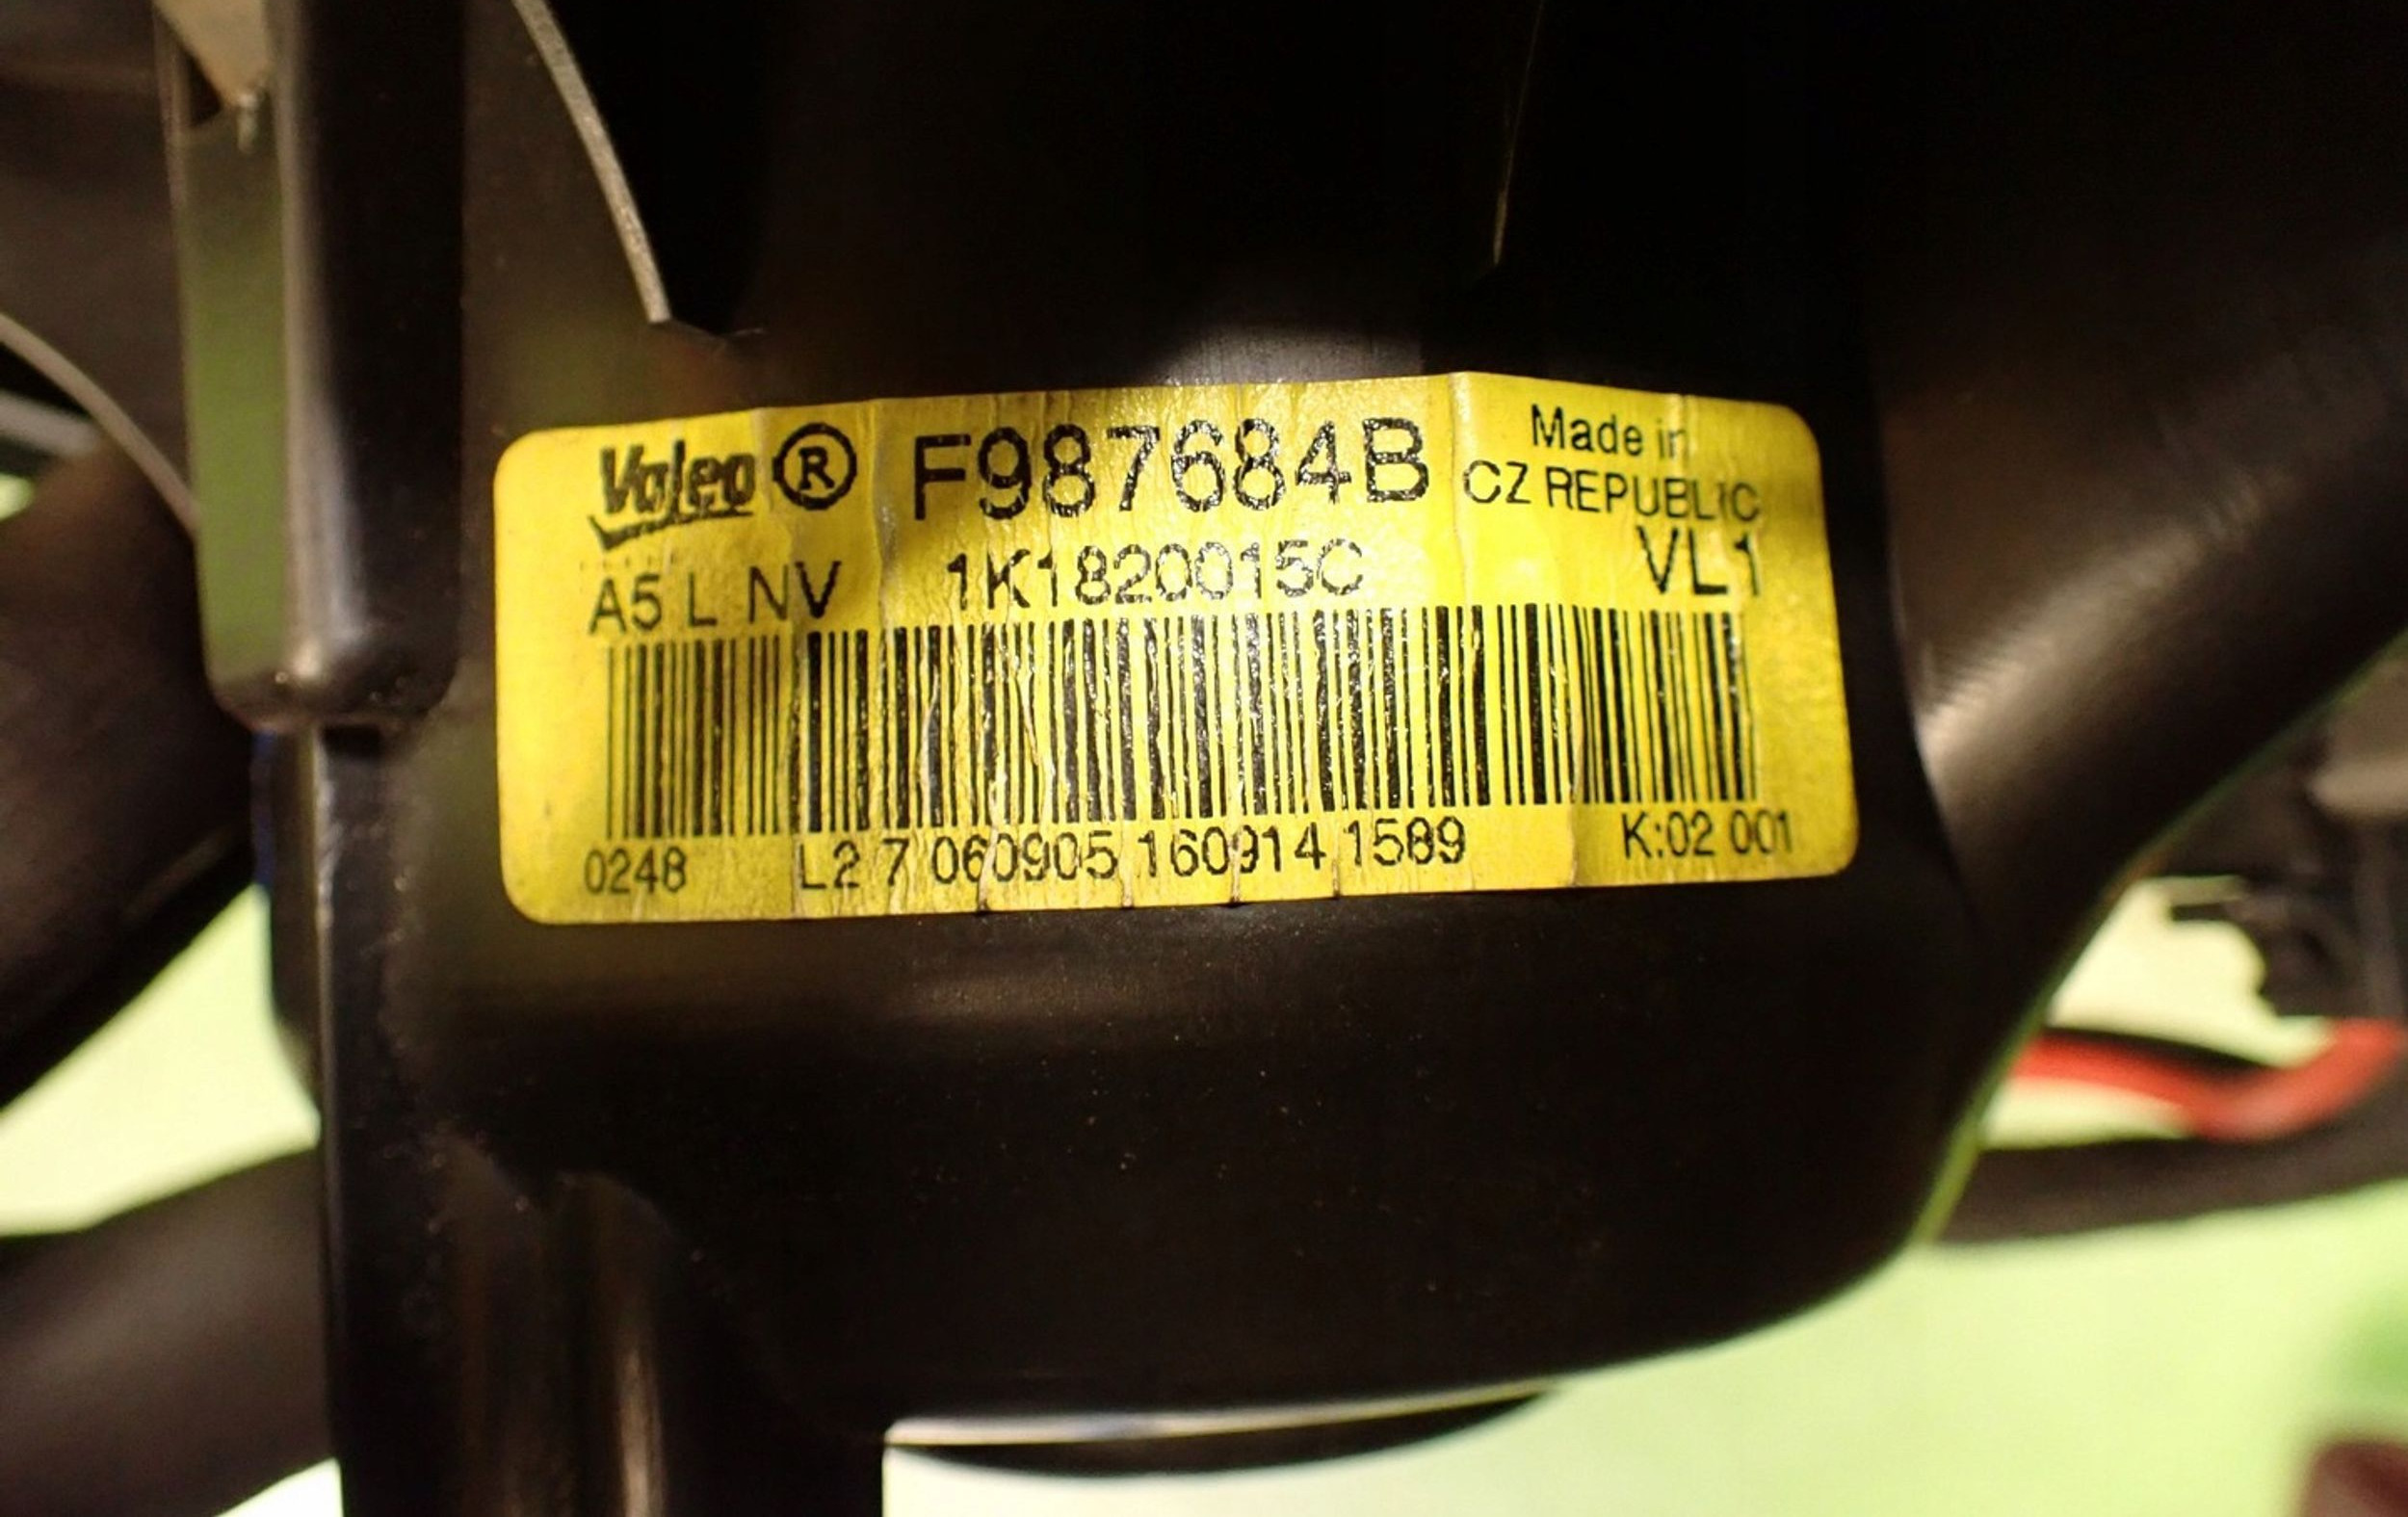 Valeo ® F987684B Made in
CZ REPUBLIC
A5 L NV 1K1820015C VL1
0248 L2 7 060905 160914 1589 K:02 001